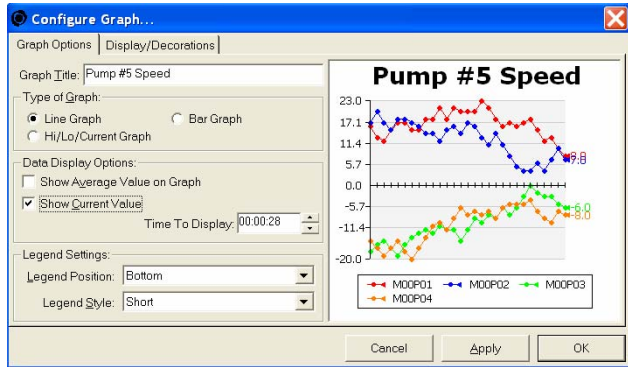 Configure Graph...
Graph Options
Display/Decorations
Graph Title: Pump #5 Speed
Type of Graph:
Line Graph
Bar Graph
Hi/Lo/Current Graph
Data Display Options:
Show Average Value on Graph
Show Current Value
Time To Display: 00:00:28
Legend Settings:
Legend Position: Bottom
Legend Style: Short
Pump #5 Speed
23.0
17.1
11.4
5.7
0.0
-5.7
-11.4
-20.0
7.0
-6.0
-8.0
M00P01 M00P02 M00P03
M00P04
Cancel Apply OK